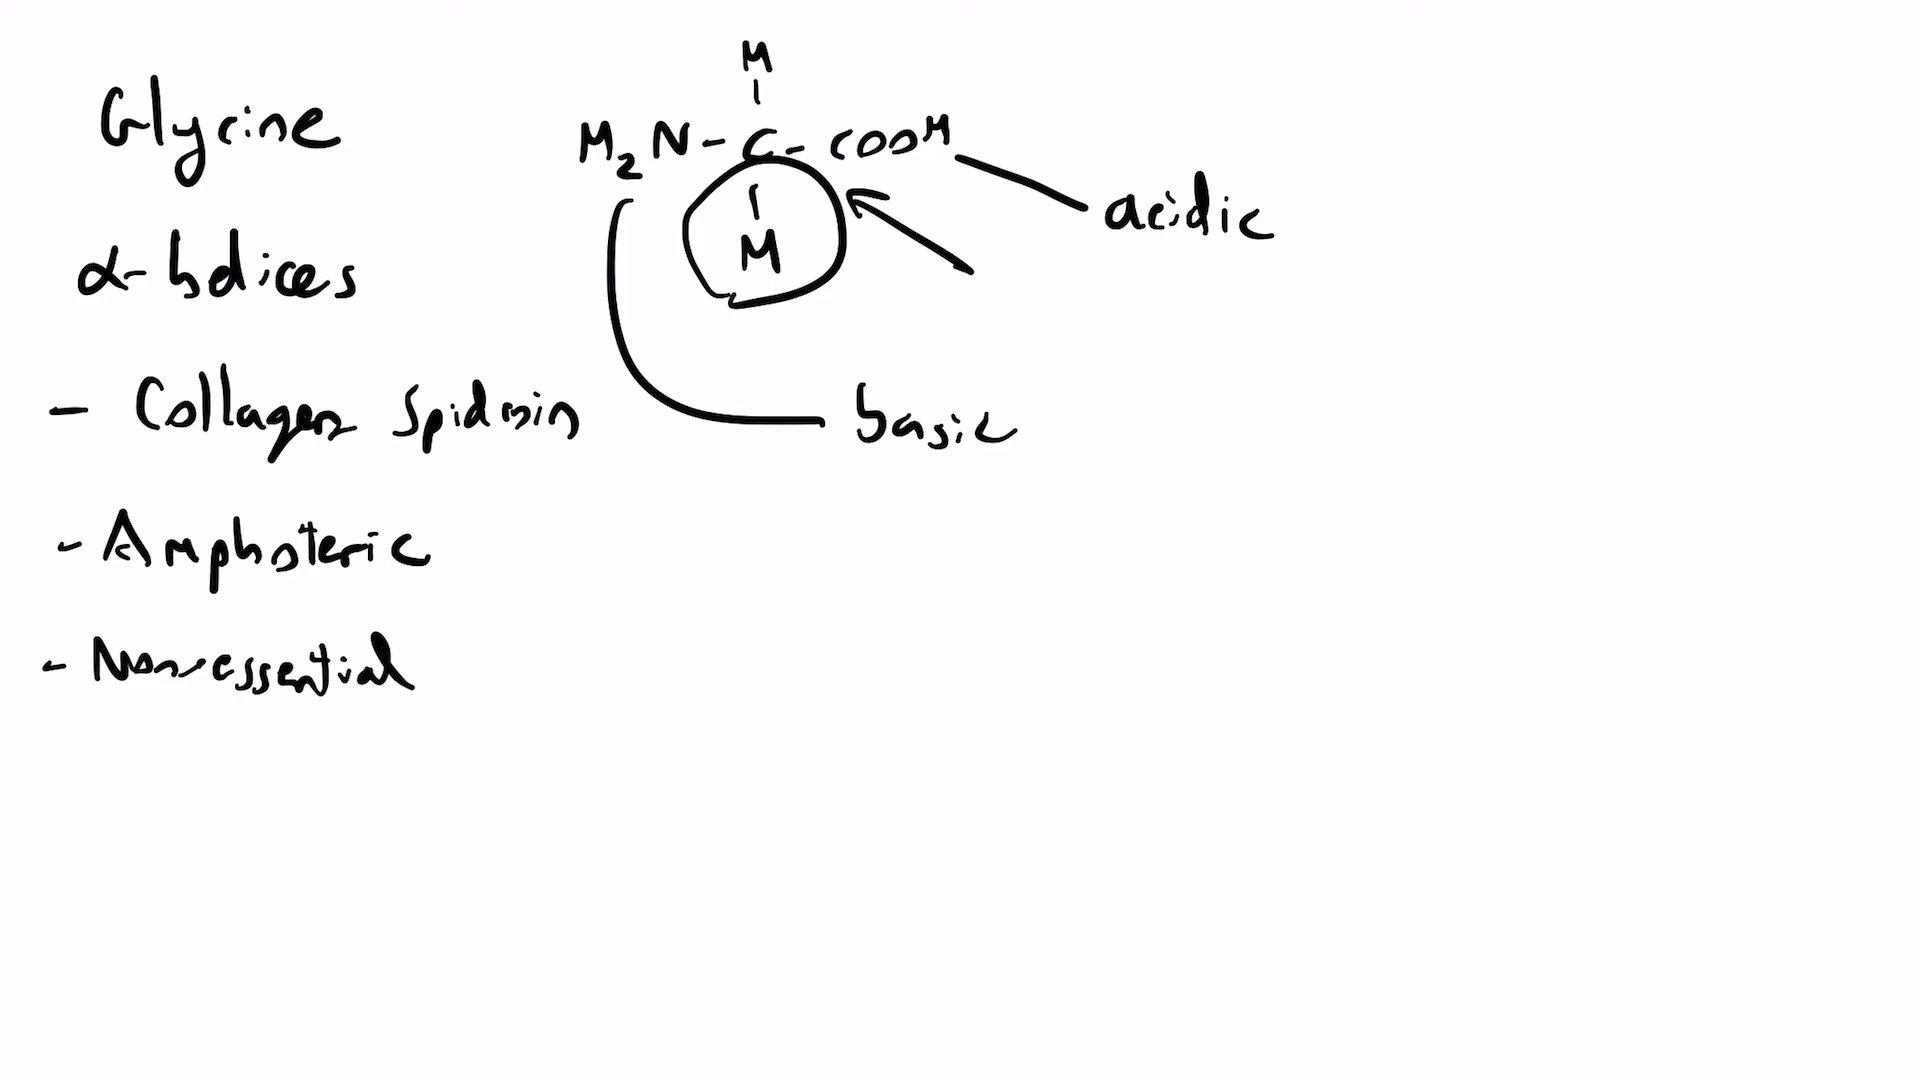 Glycine
α-helices
- Collagen Spidroin
- Amphoteric
- Non-essential
H
H₂N-C-COOH
H
acidic
basic